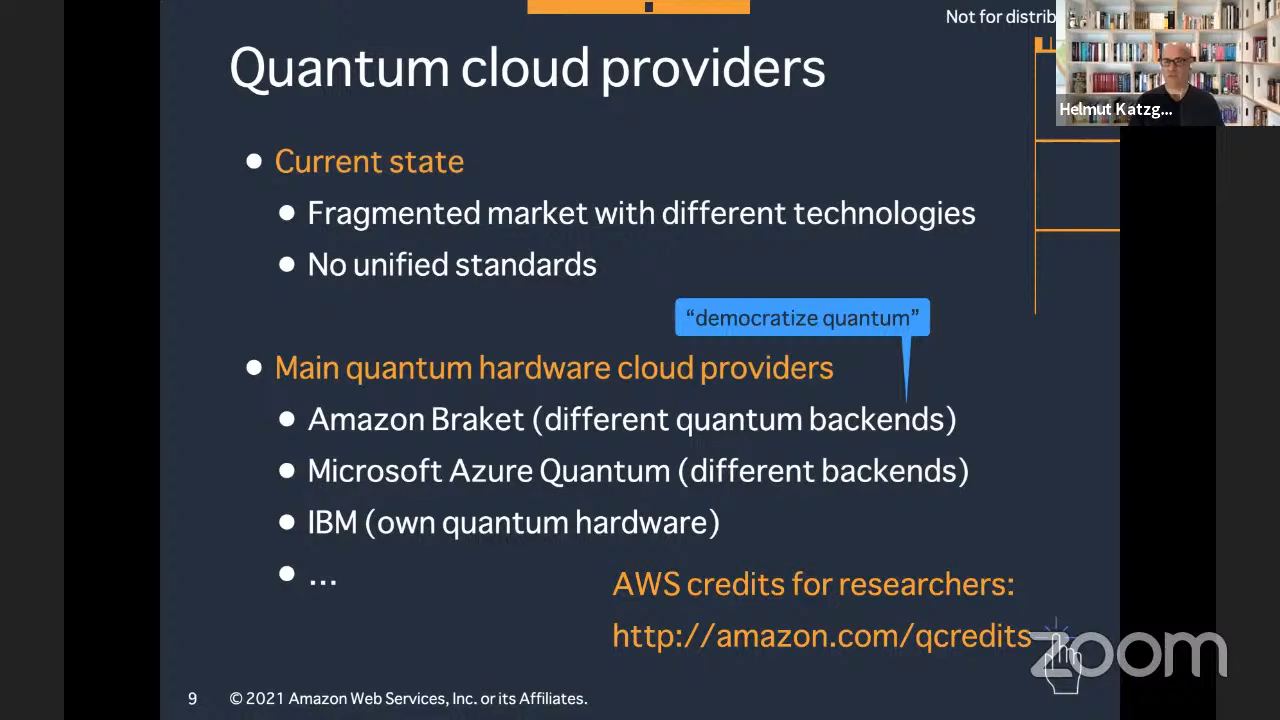 Not for distrib
Quantum cloud providers
Helmut Katzg...
• Current state
• Fragmented market with different technologies
• No unified standards
“democratize quantum”
• Main quantum hardware cloud providers
• Amazon Braket (different quantum backends)
• Microsoft Azure Quantum (different backends)
• IBM (own quantum hardware)
• ...
AWS credits for researchers:
http://amazon.com/qcredits
zoom
9 © 2021 Amazon Web Services, Inc. or its Affiliates.